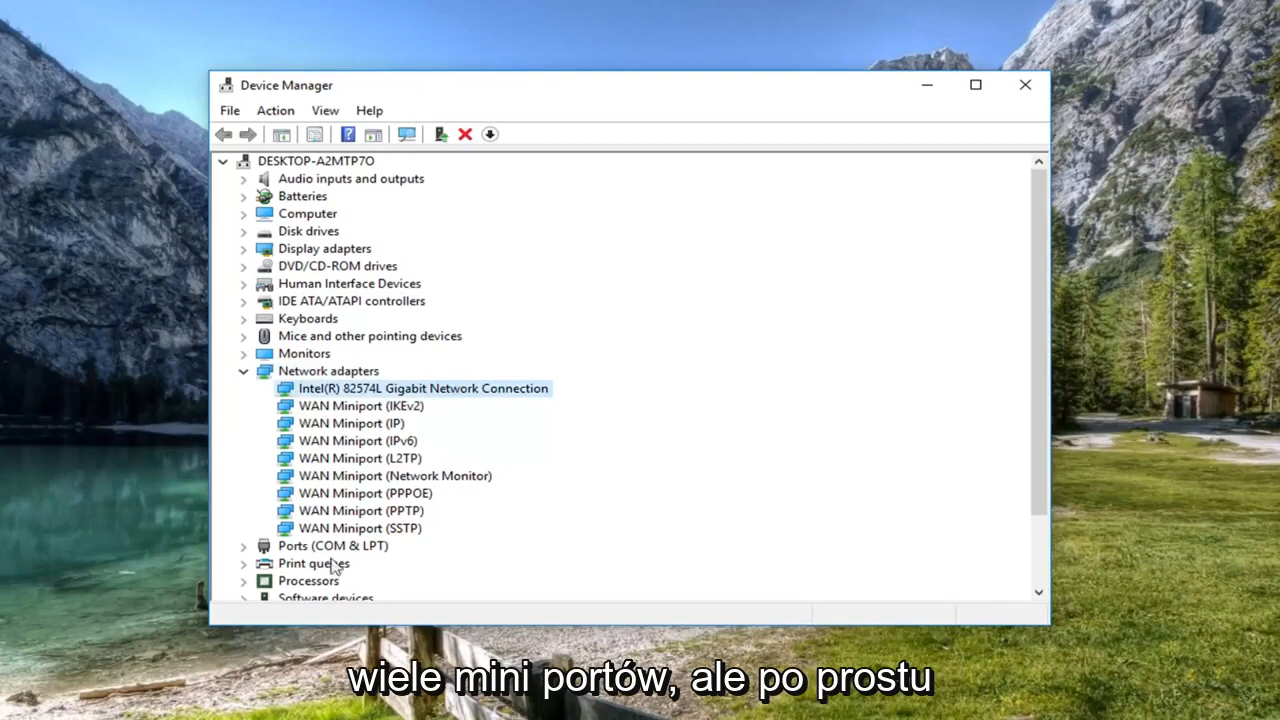 Device Manager
File Action View Help
DESKTOP-A2MTP7O
Audio inputs and outputs
Batteries
Computer
Disk drives
Display adapters
DVD/CD-ROM drives
Human Interface Devices
IDE ATA/ATAPI controllers
Keyboards
Mice and other pointing devices
Monitors
Network adapters
Intel(R) 82574L Gigabit Network Connection
WAN Miniport (IKEv2)
WAN Miniport (IP)
WAN Miniport (IPv6)
WAN Miniport (L2TP)
WAN Miniport (Network Monitor)
WAN Miniport (PPPOE)
WAN Miniport (PPTP)
WAN Miniport (SSTP)
Ports (COM & LPT)
Print queues
Processors
Software devices
wiele mini portów, ale po prostu